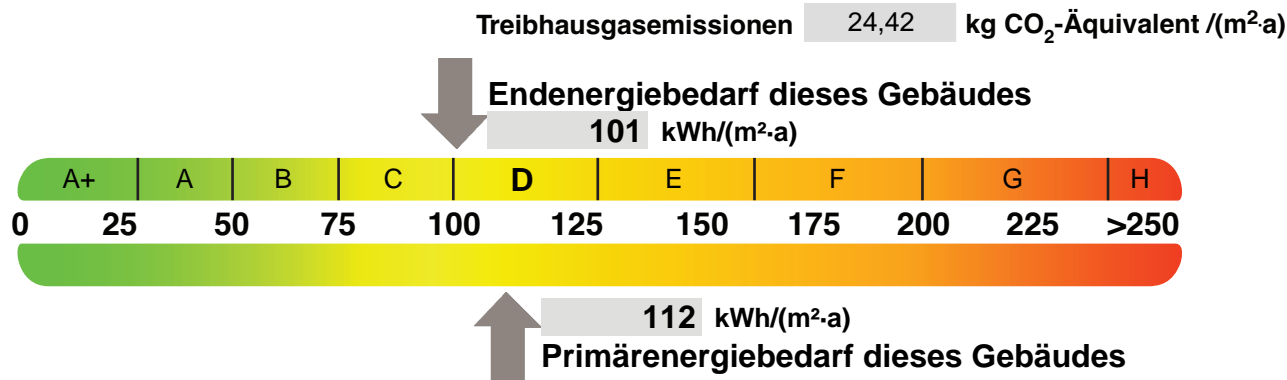 Treibhausgasemissionen 24,42 kg CO₂-Äquivalent /(m²·a)
Endenergiebedarf dieses Gebäudes
101 kWh/(m²·a)
A+ A B C D E F G H
0 25 50 75 100 125 150 175 200 225 >250
112 kWh/(m²·a)
Primärenergiebedarf dieses Gebäudes